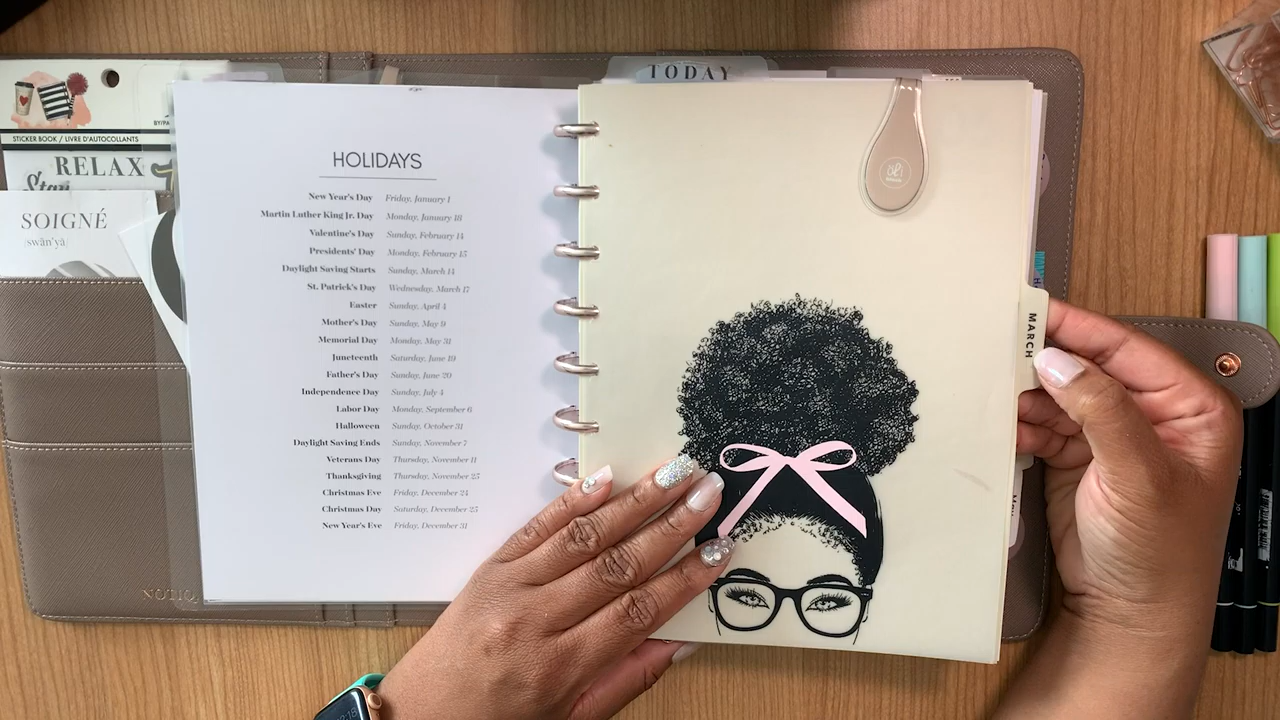 TODAY
STICKER BOOK / LIVRE D'AUTOCOLLANTS
RELAX
SOIGNÉ
swän'yā
HOLIDAYS
New Year's Day Friday, January 1
Martin Luther King Jr. Day Monday, January 18
Valentine's Day Sunday, February 14
Presidents' Day Monday, February 15
Daylight Saving Starts Sunday, March 14
St. Patrick's Day Wednesday, March 17
Easter Sunday, April 4
Mother's Day Sunday, May 9
Memorial Day Monday, May 31
Juneteenth Saturday, June 19
Father's Day Sunday, June 20
Independence Day Sunday, July 4
Labor Day Monday, September 6
Halloween Sunday, October 31
Daylight Saving Ends Sunday, November 7
Veterans Day Thursday, November 11
Thanksgiving Thursday, November 25
Christmas Eve Friday, December 24
Christmas Day Saturday, December 25
New Year's Eve Friday, December 31
MARCH
NOTIQ